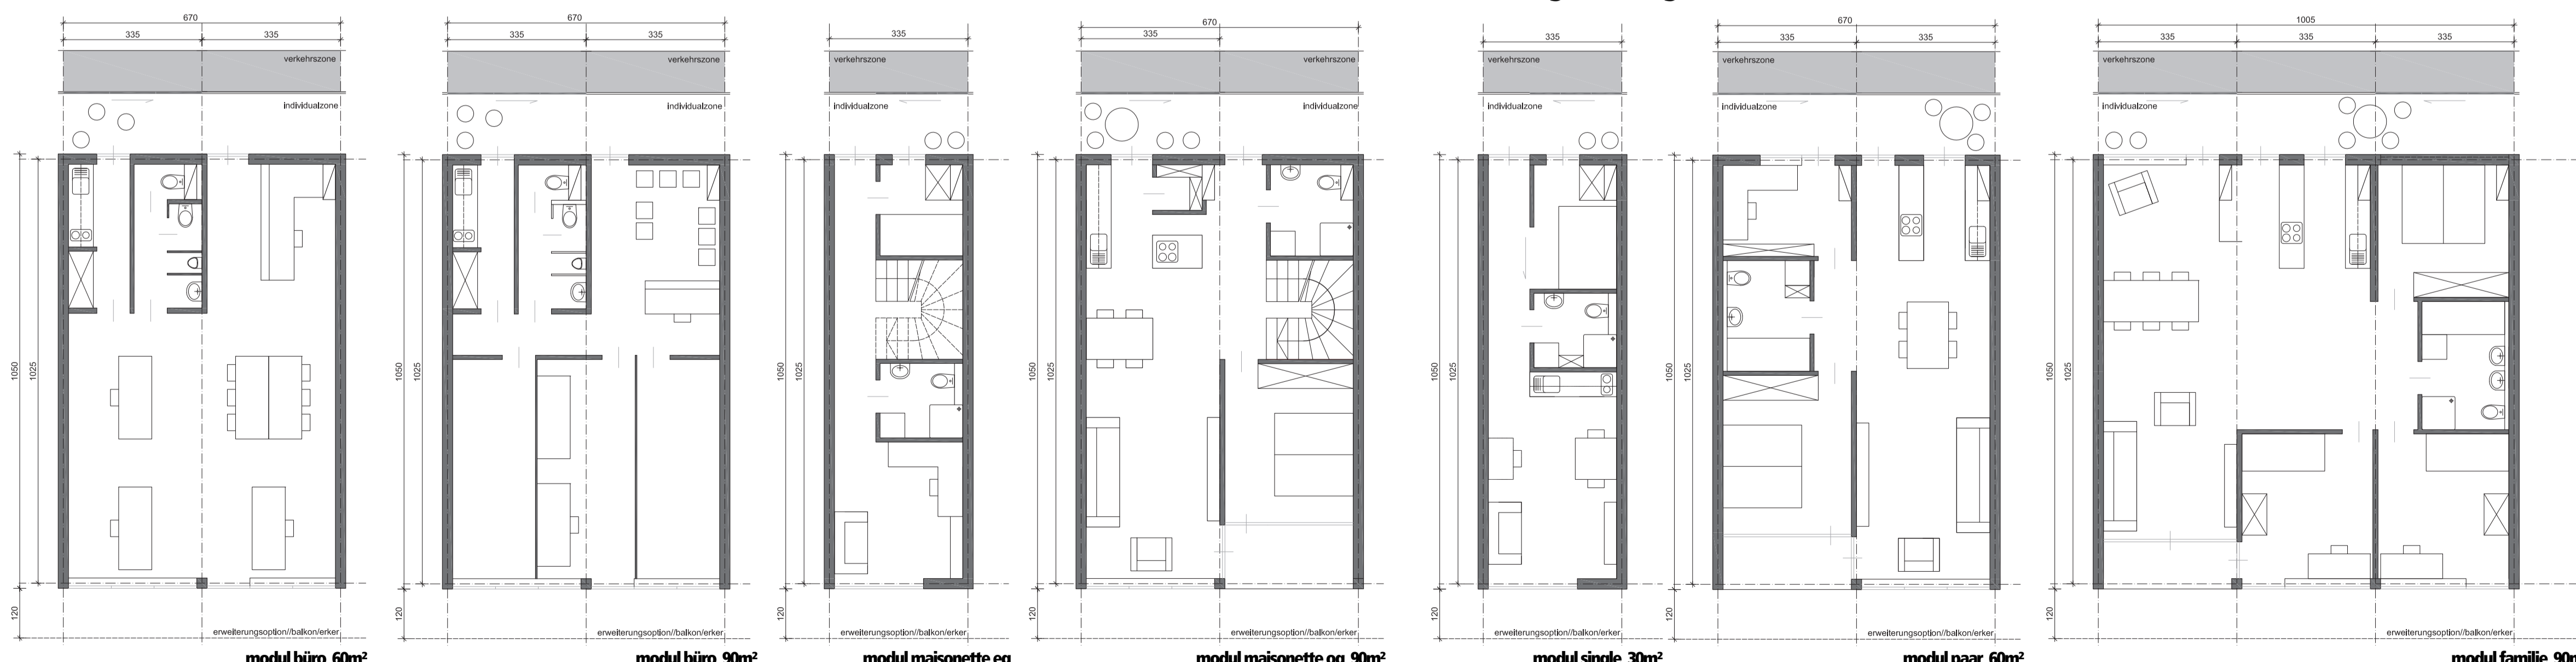 670
335 335
verkehrszone
individualzone
1050
1025
120
erweiterungsoption//balkon/erker
modul büro 60m²
670
335 335
verkehrszone
individualzone
1050
1025
120
erweiterungsoption//balkon/erker
modul büro 90m²
335
verkehrszone
individualzone
1050
1025
120
erweiterungsoption//balkon/erker
modul maisonette eg
670
335
verkehrszone
individualzone
1050
1025
120
erweiterungsoption//balkon/erker
modul maisonette og 90m²
335
verkehrszone
individualzone
1050
1025
120
erweiterungsoption//balkon/erker
modul single 30m²
670
335 335
verkehrszone
individualzone
1050
1025
120
erweiterungsoption//balkon/erker
modul paar 60m²
1005
335 335 335
verkehrszone
individualzone
1050
1025
120
erweiterungsoption//balkon/erker
modul familie 90m